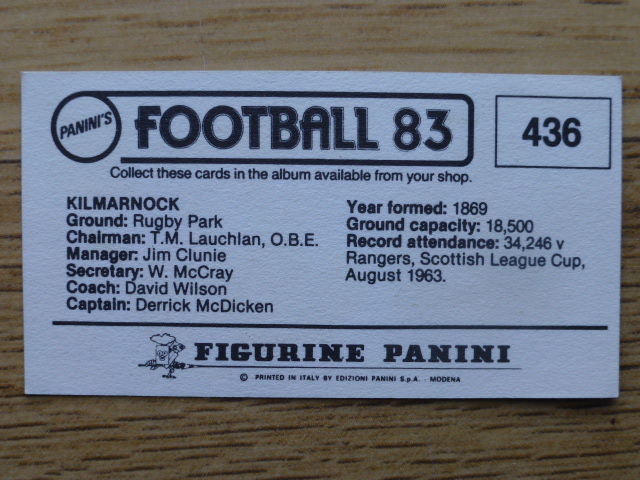 PANINI'S
FOOTBALL 83
436
Collect these cards in the album available from your shop.
KILMARNOCK
Ground: Rugby Park
Chairman: T.M. Lauchlan, O.B.E.
Manager: Jim Clunie
Secretary: W. McCray
Coach: David Wilson
Captain: Derrick McDicken
Year formed: 1869
Ground capacity: 18,500
Record attendance: 34,246 v
Rangers, Scottish League Cup,
August 1963.
FIGURINE PANINI
© PRINTED IN ITALY BY EDIZIONI PANINI S.p.A. - MODENA